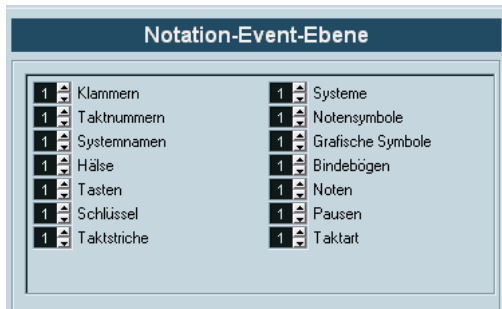 Notation-Event-Ebene
1 Klammern
1 Taktnummern
1 Systemnamen
1 Hälse
1 Tasten
1 Schlüssel
1 Taktstriche
1 Systeme
1 Notensymbole
1 Grafische Symbole
1 Bindebögen
1 Noten
1 Pausen
1 Taktart